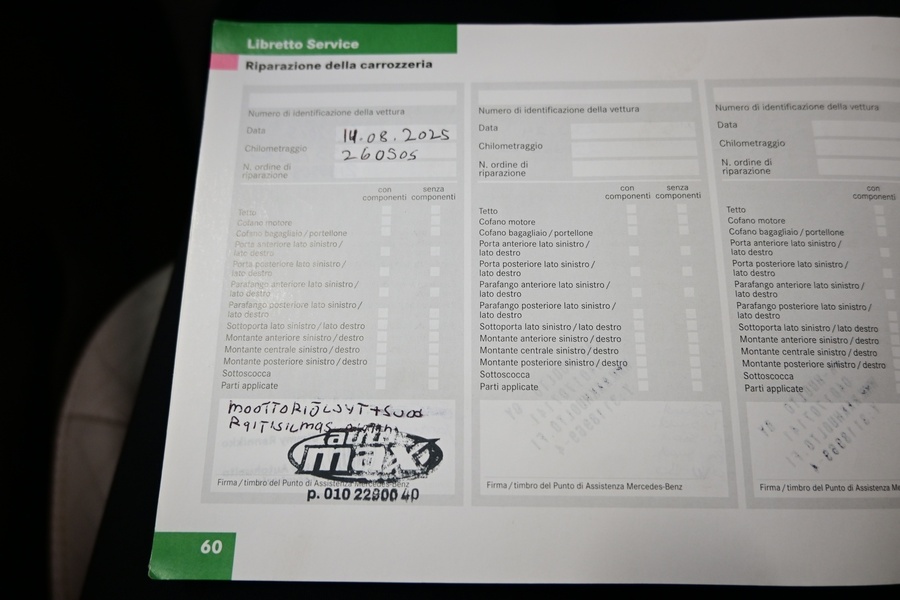 Libretto Service
Riparazione della carrozzeria
Numero di identificazione della vettura
Data 14.08.2025
Chilometraggio 260505
N. ordine di
riparazione
con
componenti
senza
componenti
Tetto
Cofano motore
Cofano bagagliaio / portellone
Porta anteriore lato sinistro /
lato destro
Porta posteriore lato sinistro /
lato destro
Parafango anteriore lato sinistro /
lato destro
Parafango posteriore lato sinistro /
lato destro
Sottoporta lato sinistro / lato destro
Montante anteriore sinistro / destro
Montante centrale sinistro / destro
Montante posteriore sinistro / destro
Sottoscocca
Parti applicate
MOOTTORIÖLJYT + SUOD
RAITISILMAS
auto
max
Firma / timbro del Punto di Assistenza Mercedes-Benz
p. 010 22900 40
Numero di identificazione della vettura
Data
Chilometraggio
N. ordine di
riparazione
con
componenti
senza
componenti
Tetto
Cofano motore
Cofano bagagliaio / portellone
Porta anteriore lato sinistro /
lato destro
Porta posteriore lato sinistro /
lato destro
Parafango anteriore lato sinistro /
lato destro
Parafango posteriore lato sinistro /
lato destro
Sottoporta lato sinistro / lato destro
Montante anteriore sinistro / destro
Montante centrale sinistro / destro
Montante posteriore sinistro / destro
Sottoscocca
Parti applicate
Firma / timbro del Punto di Assistenza Mercedes-Benz
Numero di identificazione della vettura
Data
Chilometraggio
N. ordine di
riparazione
con
componenti
Tetto
Cofano motore
Cofano bagagliaio / portellone
Porta anteriore lato sinistro /
lato destro
Porta posteriore lato sinistro /
lato destro
Parafango anteriore lato sinistro /
lato destro
Parafango posteriore lato sinistro /
lato destro
Sottoporta lato sinistro / lato destro
Montante anteriore sinistro / destro
Montante centrale sinistro / destro
Montante posteriore sinistro / destro
Sottoscocca
Parti applicate
Firma / timbro del Punto di Assistenza Me
60